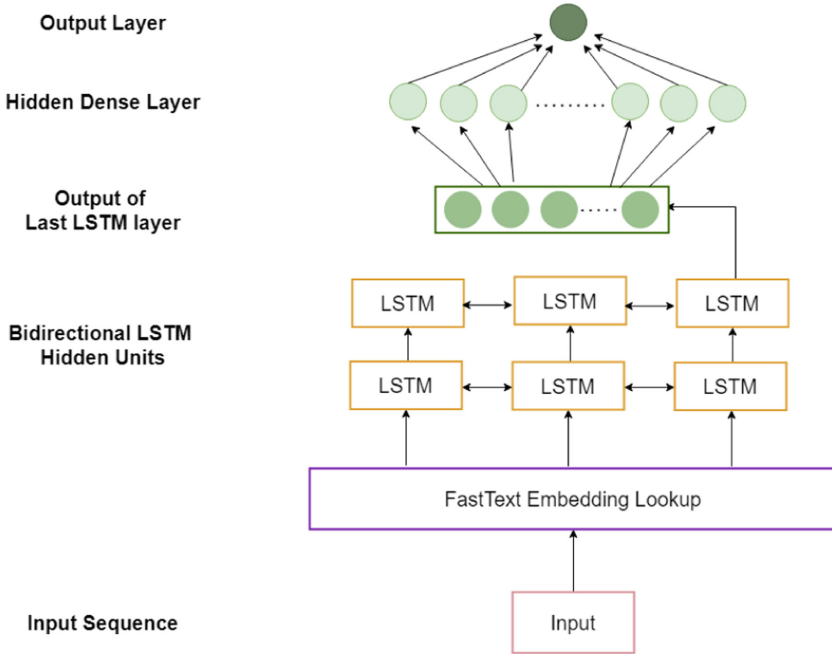 Output Layer
Hidden Dense Layer
Output of
Last LSTM layer
LSTM
LSTM
LSTM
Bidirectional LSTM
Hidden Units
LSTM
LSTM
LSTM
FastText Embedding Lookup
Input Sequence
Input